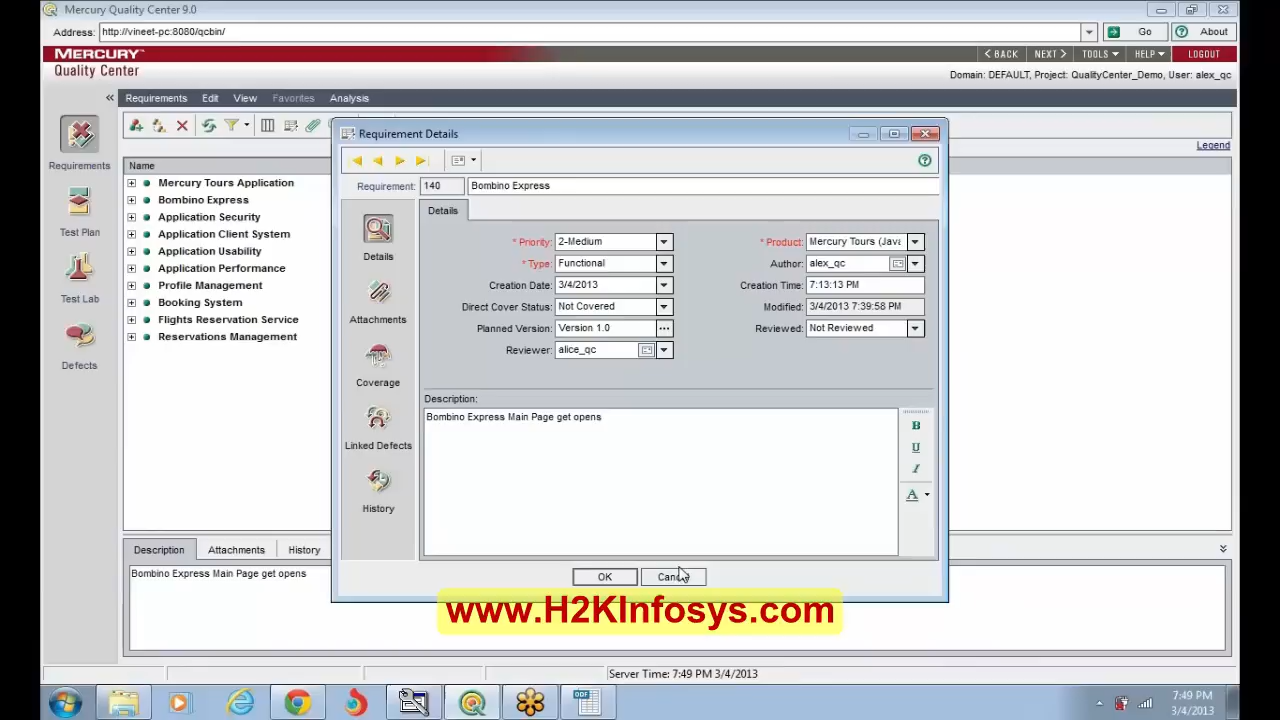 Mercury Quality Center 9.0
Address: http://vineet-pc:8080/qcbin/ Go About
MERCURY™
Quality Center
BACK NEXT TOOLS HELP LOGOUT
Domain: DEFAULT, Project: QualityCenter_Demo, User: alex_qc
Requirements Edit View Favorites Analysis
Requirements
Test Plan
Test Lab
Defects
Legend
Name
Mercury Tours Application
Bombino Express
Application Security
Application Client System
Application Usability
Application Performance
Profile Management
Booking System
Flights Reservation Service
Reservations Management
Requirement Details
Requirement: 140 Bombino Express
Details
Attachments
Coverage
Linked Defects
History
Details
* Priority: 2-Medium * Product: Mercury Tours (Java
* Type: Functional Author: alex_qc
Creation Date: 3/4/2013 Creation Time: 7:13:13 PM
Direct Cover Status: Not Covered Modified: 3/4/2013 7:39:58 PM
Planned Version: Version 1.0 Reviewed: Not Reviewed
Reviewer: alice_qc
Description:
Bombino Express Main Page get opens
B
U
I
A
OK Cancel
Description Attachments History
Bombino Express Main Page get opens
www.H2KInfosys.com
Server Time: 7:49 PM 3/4/2013
ODF
7:49 PM
3/4/2013